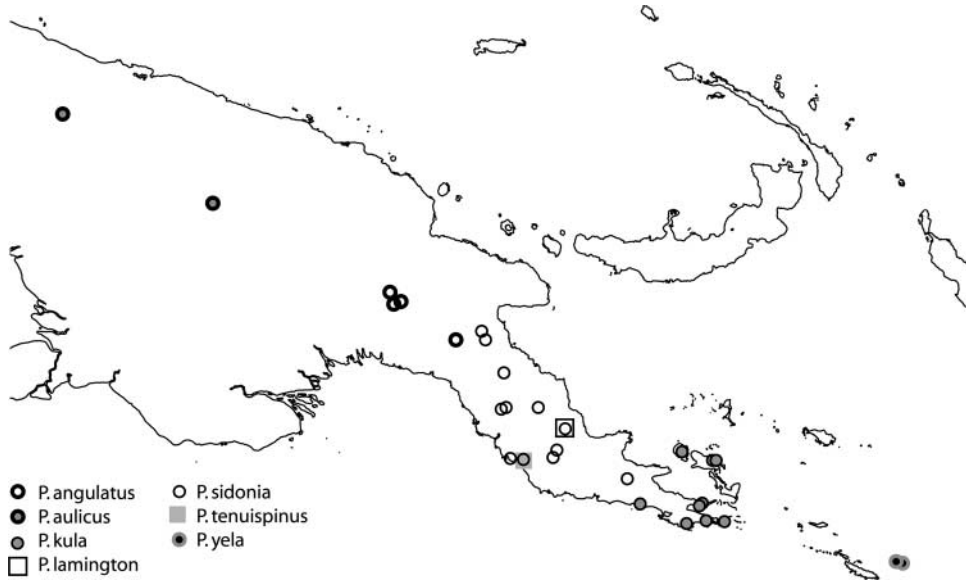 P. angulatus
P. aulicus
P. kula
P. lamington
P. sidonia
P. tenuispinus
P. yela